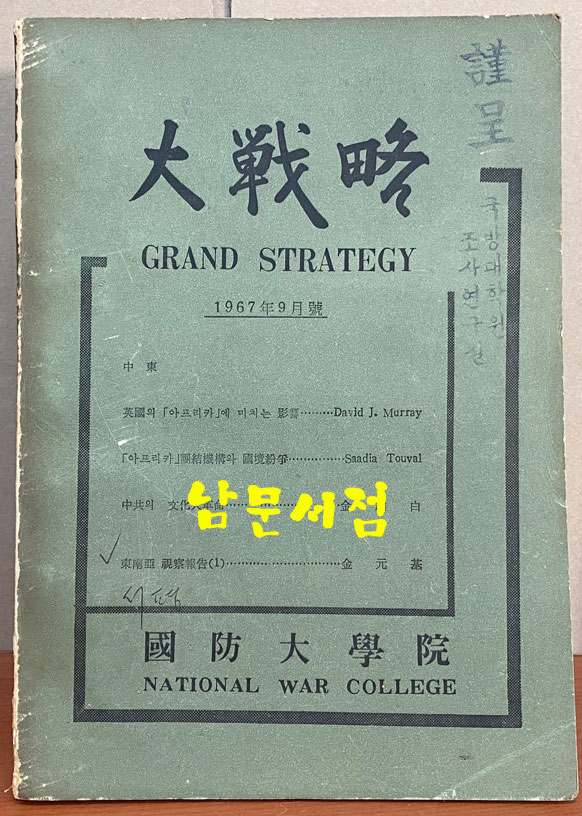 謹呈
大戦略
GRAND STRATEGY
국방대학원
조사연구실
1967年9月號
中東
英國의 「아프리카」에 미치는 影響………David J. Murray
「아프리카」團結機構와 國境紛爭……………Saadia Touval
中共의 文化大革命……………………金 白
남문서점
東南亞 視察報告(1)…………………………金元基
國防大學院
NATIONAL WAR COLLEGE